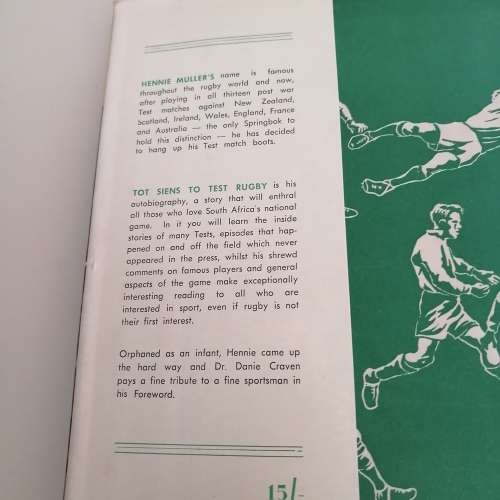 HENNIE MULLER'S name is famous
throughout the rugby world and now,
after playing in all thirteen post war
Test matches against New Zealand,
Scotland, Ireland, Wales, England, France
and Australia — the only Springbok to
hold this distinction — he has decided
to hang up his Test match boots.
TOT SIENS TO TEST RUGBY is his
autobiography, a story that will enthral
all those who love South Africa's national
game. In it you will learn the inside
stories of many Tests, episodes that hap-
pened on and off the field which never
appeared in the press, whilst his shrewd
comments on famous players and general
aspects of the game make exceptionally
interesting reading to all who are
interested in sport, even if rugby is not
their first interest.
Orphaned as an infant, Hennie came up
the hard way and Dr. Danie Craven
pays a fine tribute to a fine sportsman in
his Foreword.
15/-